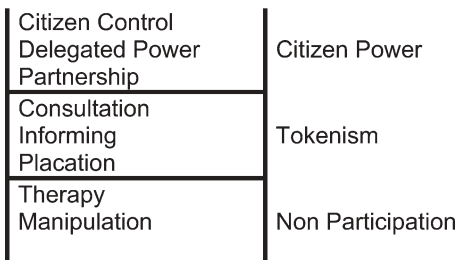 Citizen Control
Delegated Power
Partnership
Citizen Power
Consultation
Informing
Placation
Tokenism
Therapy
Manipulation
Non Participation